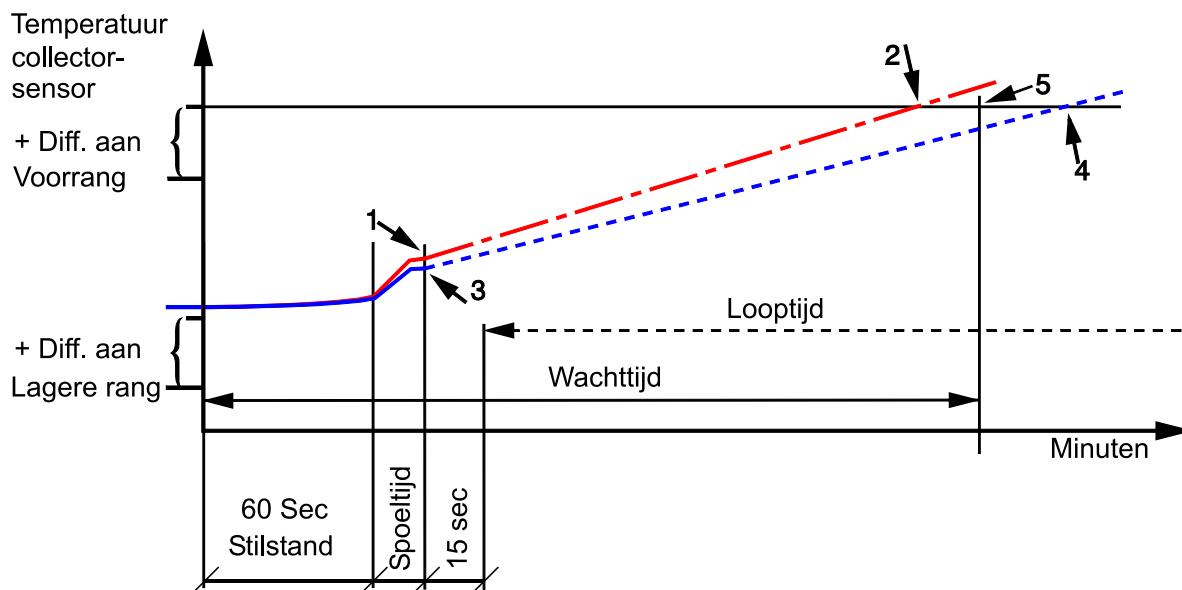 Temperatuur
collector-
sensor
+ Diff. aan
Voorrang
+ Diff. aan
Lagere rang
1
2
5
4
3
Looptijd
Wachttijd
Minuten
60 Sec
Stilstand
Spoeltijd
15 sec